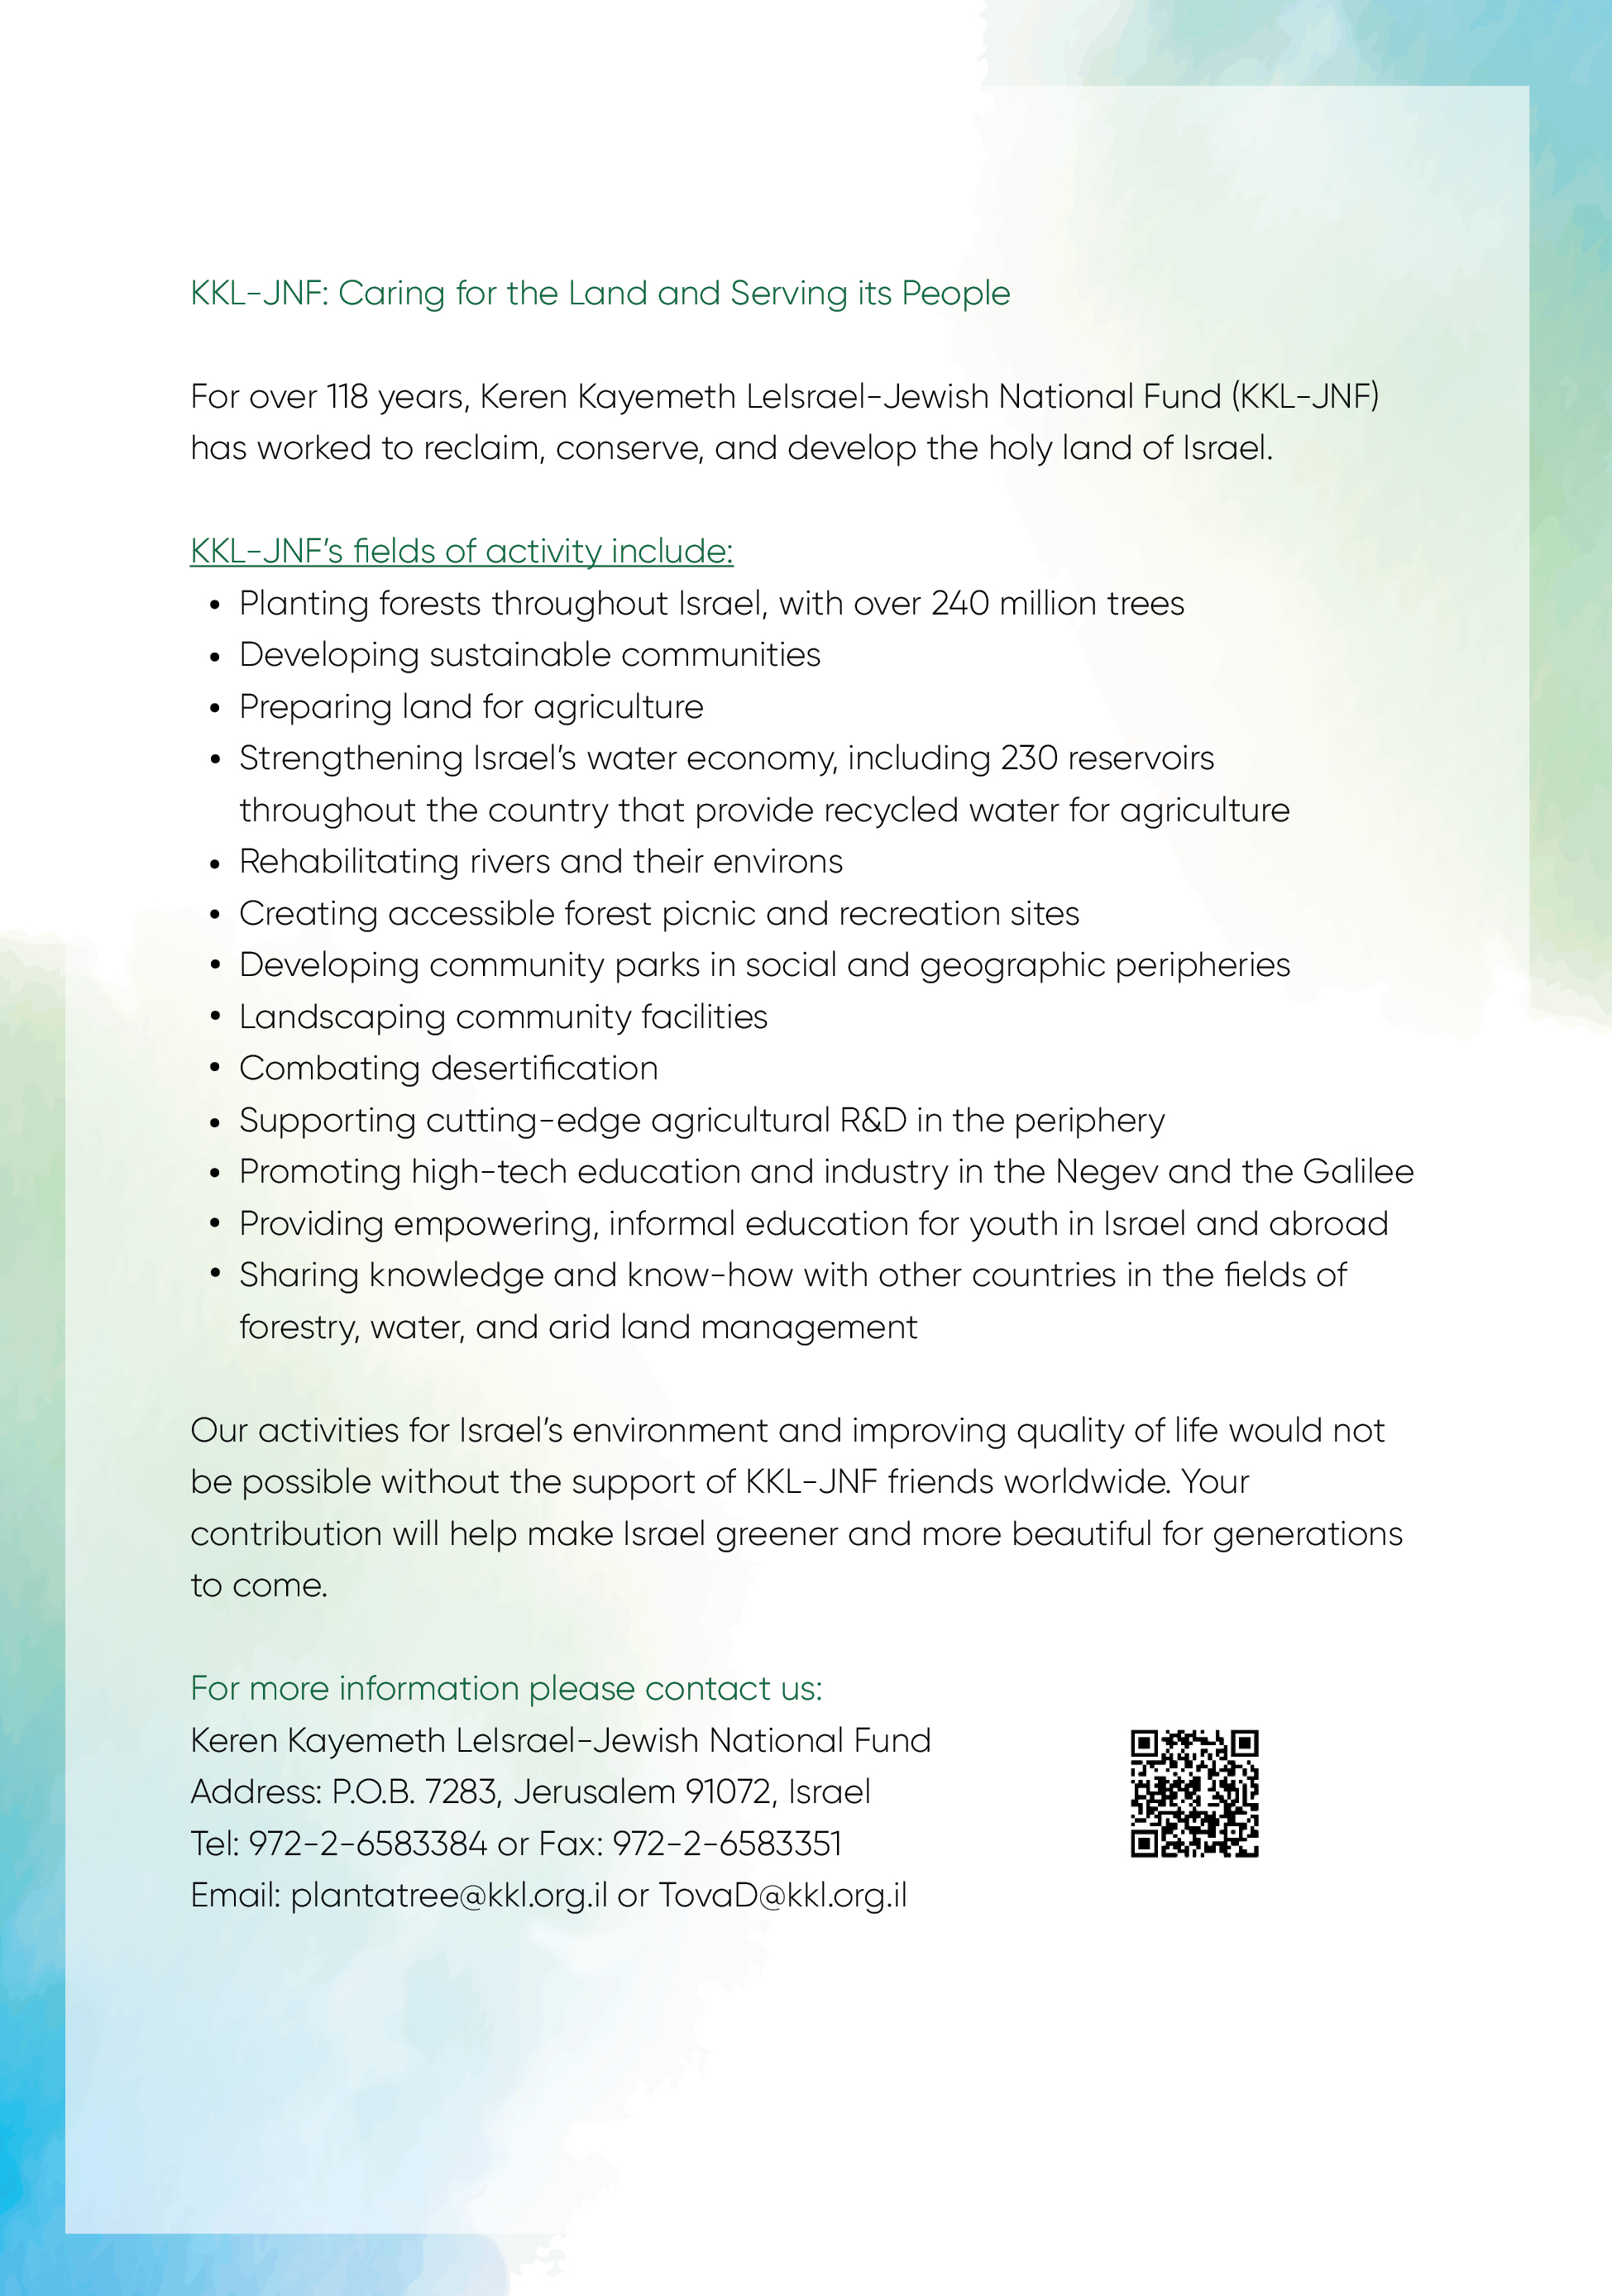 KKL-JNF: Caring for the Land and Serving its People
For over 118 years, Keren Kayemeth LeIsrael-Jewish National Fund (KKL-JNF)
has worked to reclaim, conserve, and develop the holy land of Israel.
KKL-JNF’s fields of activity include:
• Planting forests throughout Israel, with over 240 million trees
• Developing sustainable communities
• Preparing land for agriculture
• Strengthening Israel’s water economy, including 230 reservoirs
throughout the country that provide recycled water for agriculture
• Rehabilitating rivers and their environs
• Creating accessible forest picnic and recreation sites
• Developing community parks in social and geographic peripheries
• Landscaping community facilities
• Combating desertification
• Supporting cutting-edge agricultural R&D in the periphery
• Promoting high-tech education and industry in the Negev and the Galilee
• Providing empowering, informal education for youth in Israel and abroad
• Sharing knowledge and know-how with other countries in the fields of
forestry, water, and arid land management
Our activities for Israel’s environment and improving quality of life would not
be possible without the support of KKL-JNF friends worldwide. Your
contribution will help make Israel greener and more beautiful for generations
to come.
For more information please contact us:
Keren Kayemeth LeIsrael-Jewish National Fund
Address: P.O.B. 7283, Jerusalem 91072, Israel
Tel: 972-2-6583384 or Fax: 972-2-6583351
Email: plantatree@kkl.org.il or TovaD@kkl.org.il